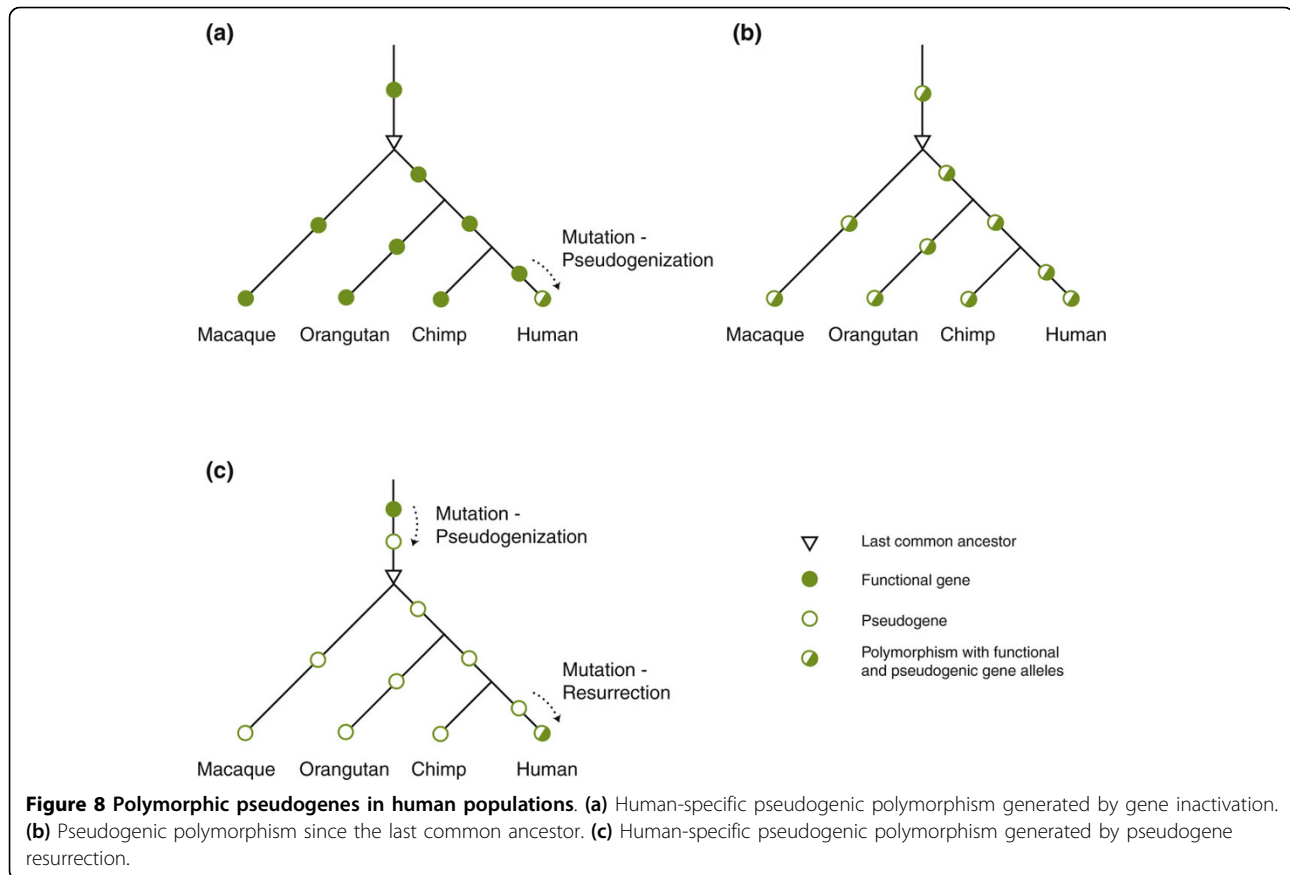 (a)
Mutation -
Pseudogenization
Macaque Orangutan Chimp Human
(b)
Macaque Orangutan Chimp Human
(c)
Mutation -
Pseudogenization
Mutation -
Resurrection
Macaque Orangutan Chimp Human
Last common ancestor
Functional gene
Pseudogene
Polymorphism with functional
and pseudogenic gene alleles
Figure 8 Polymorphic pseudogenes in human populations. (a) Human-specific pseudogenic polymorphism generated by gene inactivation.
(b) Pseudogenic polymorphism since the last common ancestor. (c) Human-specific pseudogenic polymorphism generated by pseudogene
resurrection.